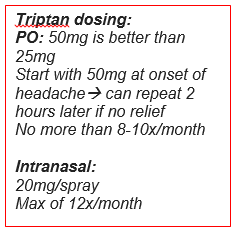 Triptan dosing:
PO: 50mg is better than
25mg
Start with 50mg at onset of
headache→ can repeat 2
hours later if no relief
No more than 8-10x/month

Intranasal:
20mg/spray
Max of 12x/month